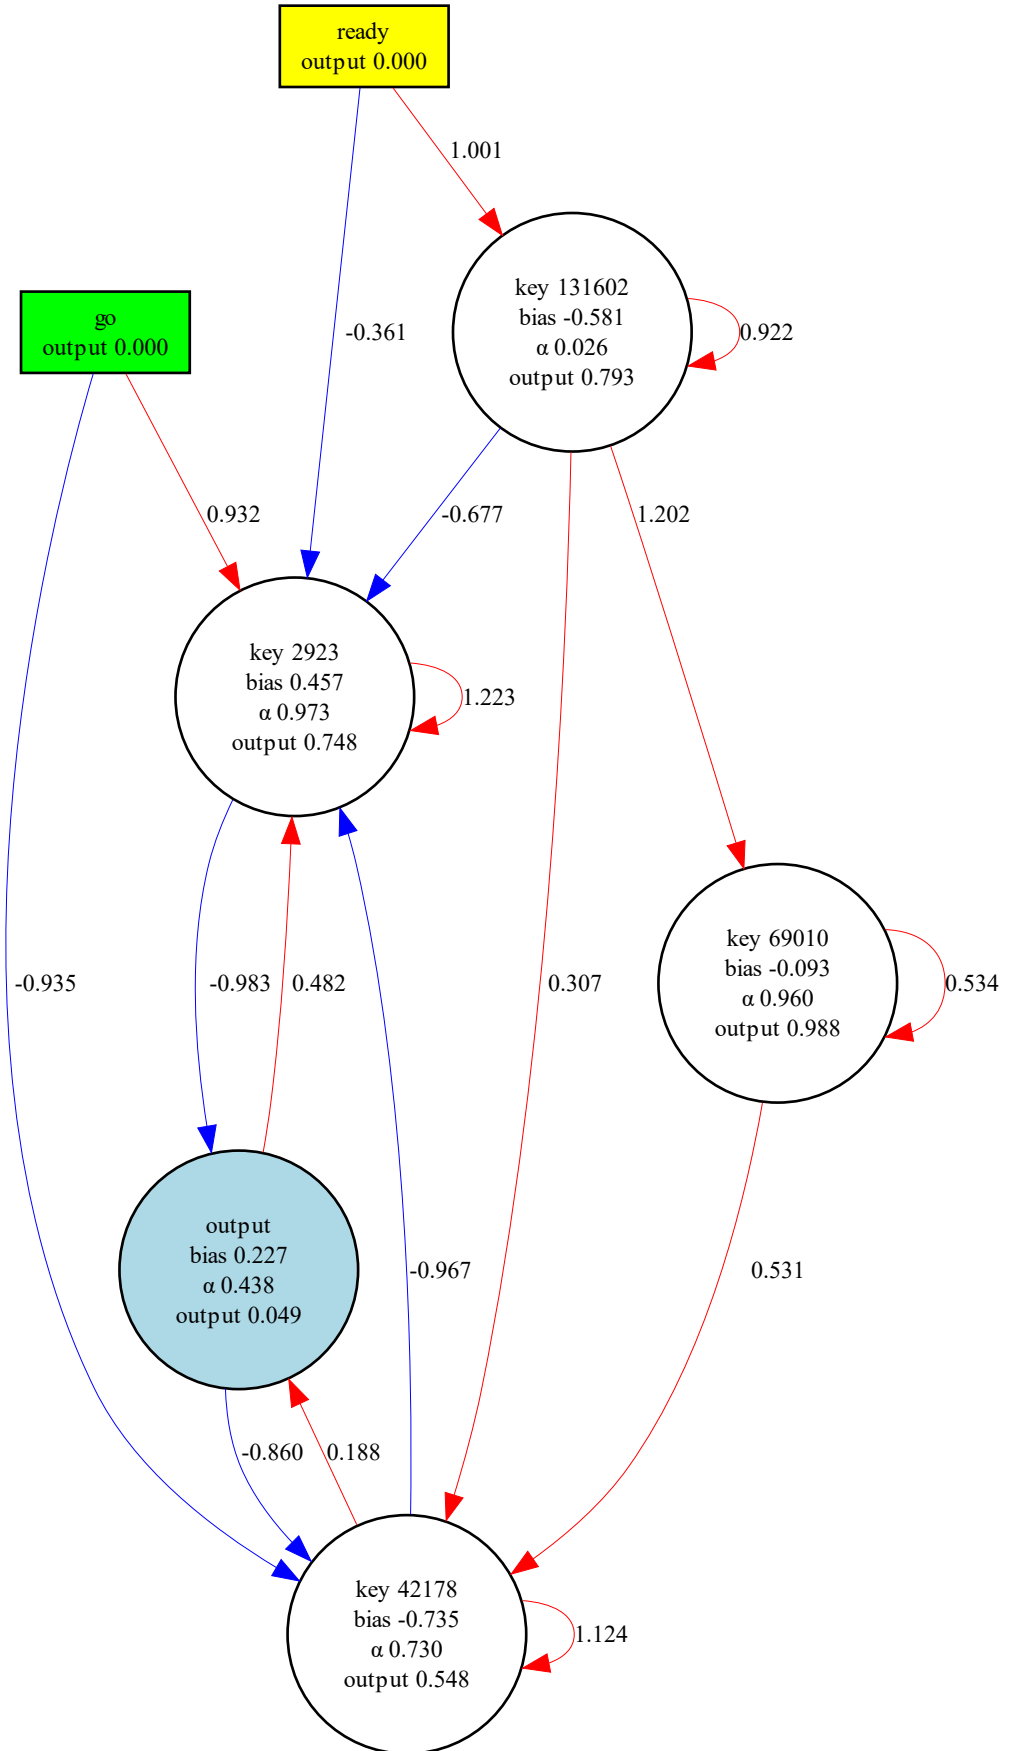 ready
output 0.000
1.001
go
output 0.000
key 131602
bias -0.581
α 0.026
output 0.793
0.922
-0.361
0.932
-0.677
1.202
key 2923
bias 0.457
α 0.973
output 0.748
1.223
key 69010
bias -0.093
α 0.960
output 0.988
0.534
-0.935
-0.983
0.482
0.307
output
bias 0.227
α 0.438
output 0.049
-0.967
0.531
-0.860
0.188
key 42178
bias -0.735
α 0.730
output 0.548
1.124